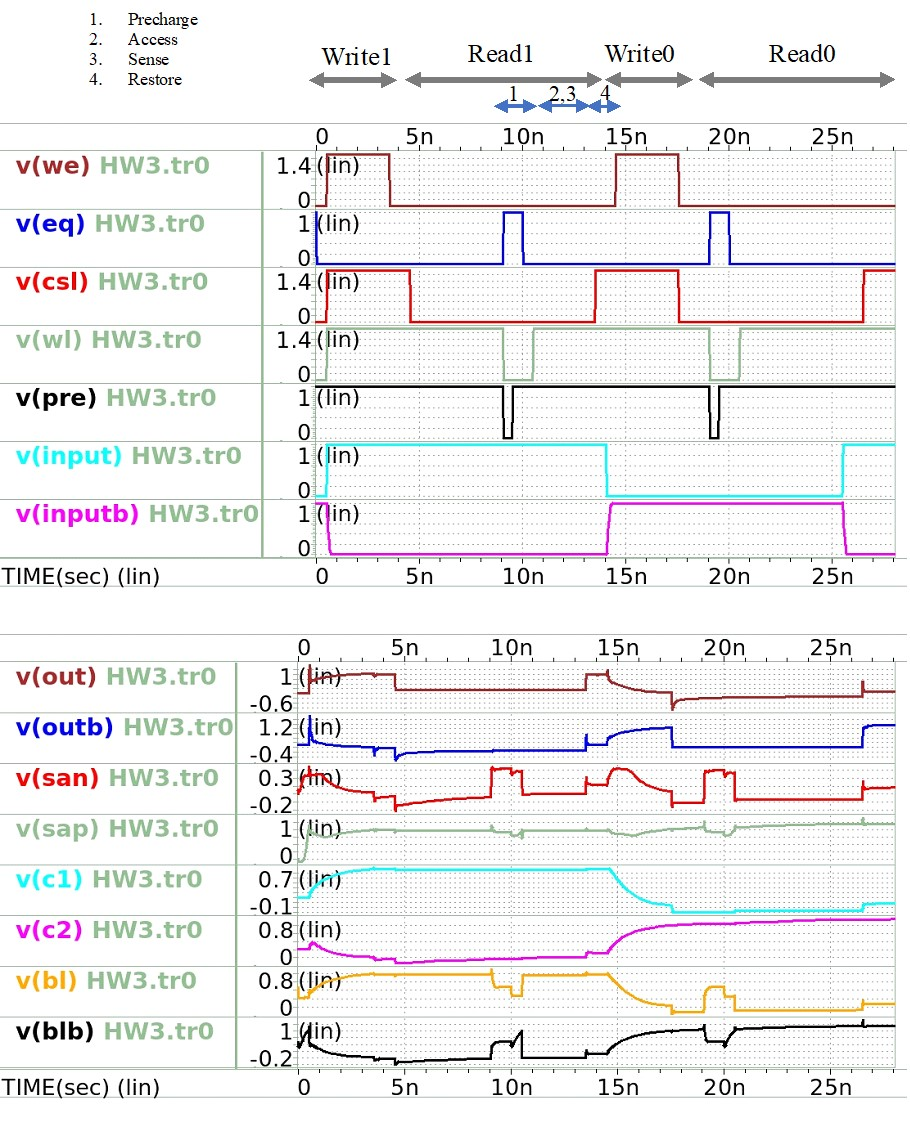 1. Precharge
2. Access
3. Sense
4. Restore
Write1 Read1 Write0 Read0
1 2,3 4
0 5n 10n 15n 20n 25n
v(we) HW3.tr0 1.4 (lin)
0
v(eq) HW3.tr0 1 (lin)
0
v(csl) HW3.tr0 1.4 (lin)
0
v(wl) HW3.tr0 1.4 (lin)
0
v(pre) HW3.tr0 1 (lin)
0
v(input) HW3.tr0 1 (lin)
0
v(inputb) HW3.tr0 1 (lin)
0
TIME(sec) (lin) 0 5n 10n 15n 20n 25n
0 5n 10n 15n 20n 25n
v(out) HW3.tr0 1 (lin)
-0.6
v(outb) HW3.tr0 1.2 (lin)
-0.4
v(san) HW3.tr0 0.3 (lin)
-0.2
v(sap) HW3.tr0 1 (lin)
0
v(c1) HW3.tr0 0.7 (lin)
-0.1
v(c2) HW3.tr0 0.8 (lin)
0
v(bl) HW3.tr0 0.8 (lin)
0
v(blb) HW3.tr0 1 (lin)
-0.2
TIME(sec) (lin) 0 5n 10n 15n 20n 25n